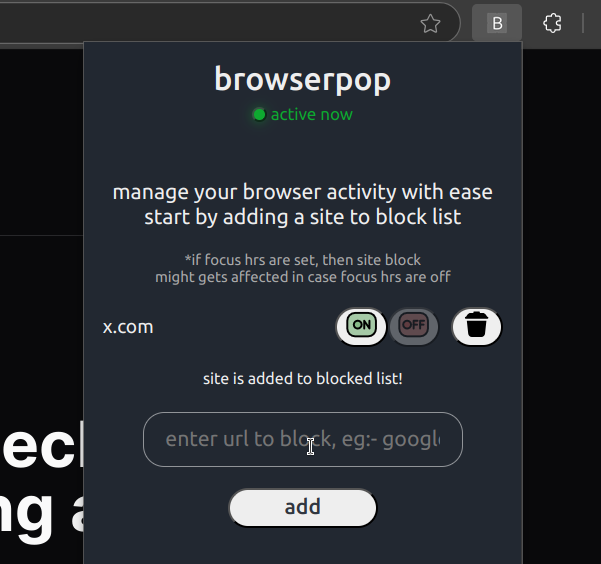 B
browserpop
active now
manage your browser activity with ease
start by adding a site to block list
*if focus hrs are set, then site block
might gets affected in case focus hrs are off
x.com ON OFF
site is added to blocked list!
enter url to block, eg:- googl
add